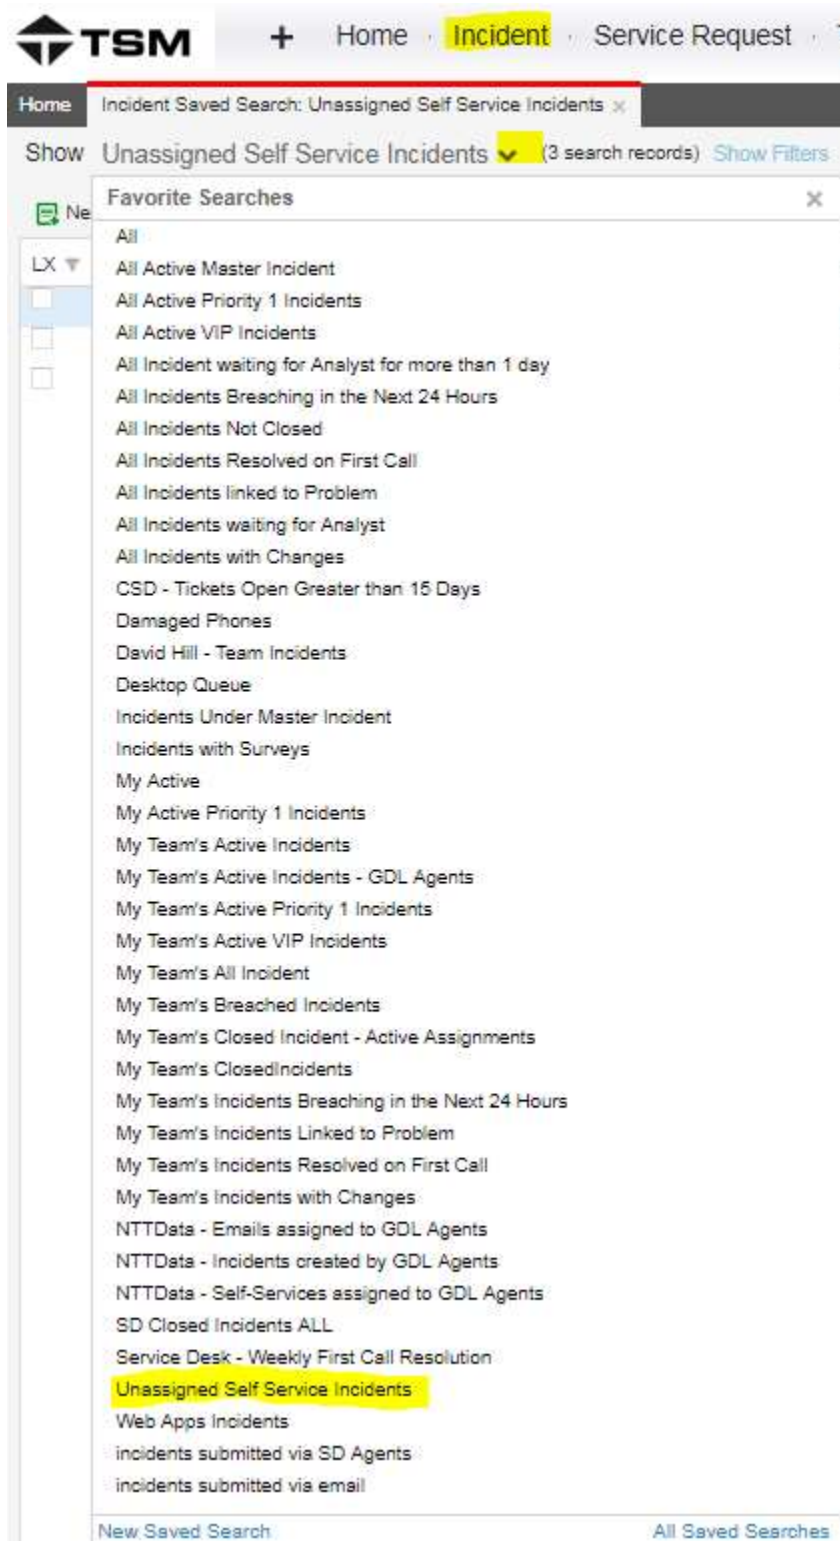 TSM + Home Incident Service Request
Home Incident Saved Search: Unassigned Self Service Incidents ×
Show Unassigned Self Service Incidents (3 search records) Show Filters
Ne Favorite Searches ×
All
LX
All Active Master Incident
All Active Priority 1 Incidents
All Active VIP Incidents
All Incident waiting for Analyst for more than 1 day
All Incidents Breaching in the Next 24 Hours
All Incidents Not Closed
All Incidents Resolved on First Call
All Incidents linked to Problem
All Incidents waiting for Analyst
All Incidents with Changes
CSD - Tickets Open Greater than 15 Days
Damaged Phones
David Hill - Team Incidents
Desktop Queue
Incidents Under Master Incident
Incidents with Surveys
My Active
My Active Priority 1 Incidents
My Team's Active Incidents
My Team's Active Incidents - GDL Agents
My Team's Active Priority 1 Incidents
My Team's Active VIP Incidents
My Team's All Incident
My Team's Breached Incidents
My Team's Closed Incident - Active Assignments
My Team's ClosedIncidents
My Team's Incidents Breaching in the Next 24 Hours
My Team's Incidents Linked to Problem
My Team's Incidents Resolved on First Call
My Team's Incidents with Changes
NTTData - Emails assigned to GDL Agents
NTTData - Incidents created by GDL Agents
NTTData - Self-Services assigned to GDL Agents
SD Closed Incidents ALL
Service Desk - Weekly First Call Resolution
Unassigned Self Service Incidents
Web Apps Incidents
incidents submitted via SD Agents
incidents submitted via email
New Saved Search All Saved Searches